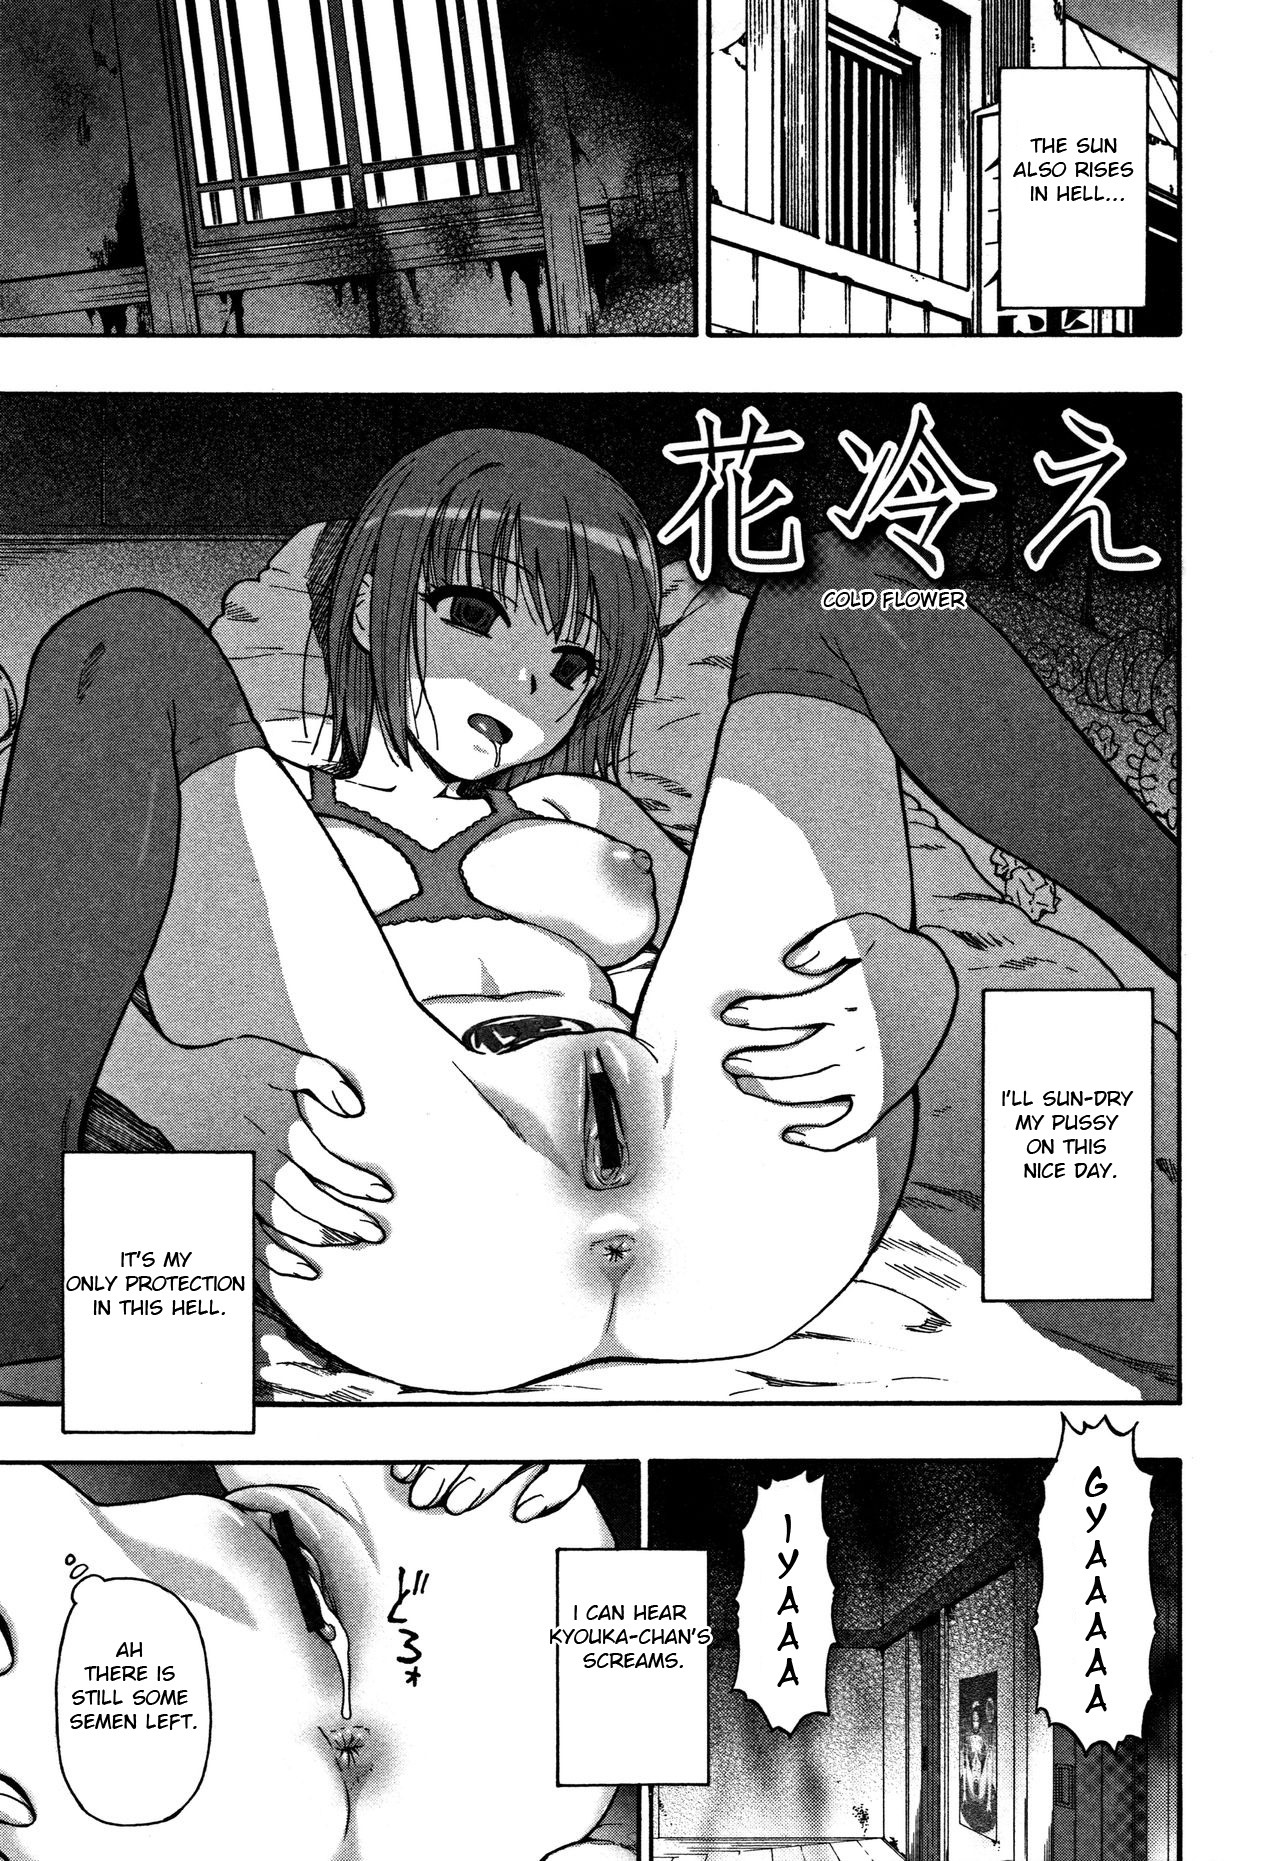 THE SUN
ALSO RISES
IN HELL...
花冷え
COLD FLOWER
I'LL SUN-DRY
MY PUSSY
ON THIS
NICE DAY.
IT'S MY
ONLY PROTECTION
IN THIS HELL.
GYAAAAA
IYAAA
I CAN HEAR
KYOUKA-CHAN'S
SCREAMS.
AH
THERE IS
STILL SOME
SEMEN LEFT.